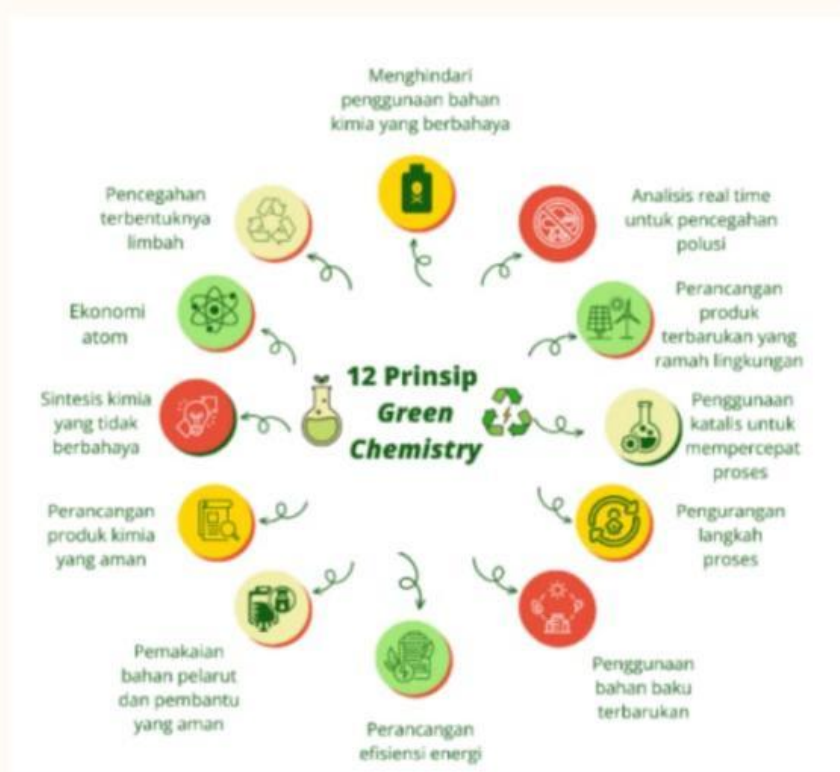 Menghindari
penggunaan bahan
kimia yang berbahaya
Pencegahan
terbentuknya
limbah
Analisis real time
untuk pencegahan
polusi
Ekonomi
atom
Perancangan
produk
terbarukan yang
ramah lingkungan
12 Prinsip
Green
Chemistry
Sintesis kimia
yang tidak
berbahaya
Penggunaan
katalis untuk
mempercepat
proses
Perancangan
produk kimia
yang aman
Pengurangan
langkah
proses
Pemakaian
bahan pelarut
dan pembantu
yang aman
Penggunaan
bahan baku
terbarukan
Perancangan
efisiensi energi